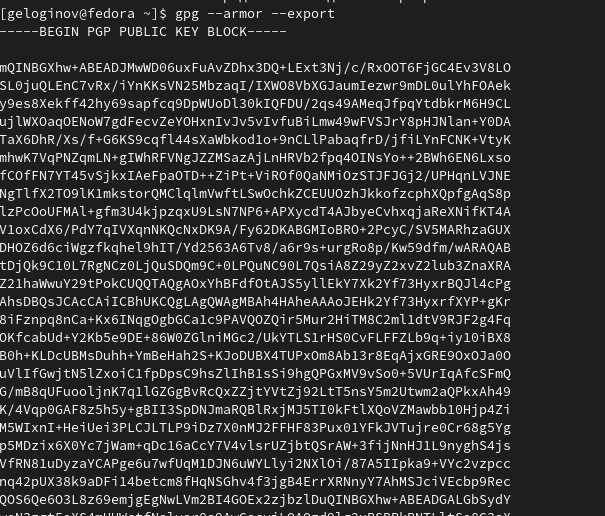 [geloginov@fedora ~]$ gpg --armor --export
-----BEGIN PGP PUBLIC KEY BLOCK-----
mQINBGXhw+ABEADJMwWD06uxFuAvZDhx3DQ+LExt3Nj/c/RxOOT6FjGC4Ev3V8LO
SL0juQLEnC7vRx/iYnKKsVN25MbzaqI/IXWO8VbXGJaumIezwr9mDL0ulYhFOAek
y9es8Xekff42hy69sapfcq9DpWUoDl30kIQFDU/2qs49AMeqJfpqYtdbkrM6H9CL
ujlWXOaqOENoW7gdFecvZeYOHxnIvJv5vIvfuBiLmw49wFVSJrY8pHJNlan+Y0DA
TaX6DhR/Xs/f+G6KS9cqfl44sXaWbkod1o+9nCLlPabaqfrD/jfiLYnFCNK+VtyK
mhwK7VqPNZqmLN+gIWhRFVNgJZZMSazAjLnHRVb2fpq4OINsYo++2BWh6EN6Lxso
fCOfFN7YT45vSjkxIAeFpaOTD++ZiPt+ViROf0QaNMiOzSTJFJGj2/UPHqnLVJNE
NgTlfX2TO9lK1mkstorQMClqlmVwftLSwOchkZCEUUOzhJkkofzcphXQpfgAqS8p
lzPcOoUFMAl+gfm3U4kjpzqxU9LsN7NP6+APXycdT4AJbyeCvhxqjaReXNifKT4A
V1oxCdX6/PdY7qIVXqnNKQcNxDK9A/Fy62DKABGMIoBRO+2PcyC/SV5MARhzaGUX
DHOZ6d6ciWgzfkqhel9hIT/Yd2563A6Tv8/a6r9s+urgRo8p/Kw59dfm/wARAQAB
tDjQk9C10L7RgNCz0LjQuSDQm9C+0LPQuNC90L7QsiA8Z29yZ2xvZ2lub3ZnaXRA
Z21haWwuY29tPokCUQQTAQgAOxYhBFdfOtAJS5yllEkY7Xk2Yf73HyxrBQJl4cPg
AhsDBQsJCAcCAiICBhUKCQgLAgQWAgMBAh4HAheAAAoJEHk2Yf73HyxrfXYP+gKr
8iFznpq8nCa+Kx6INqgOgbGCa1c9PAVQOZQir5Mur2HiTM8C2ml1dtV9RJF2g4Fq
OKfcabUd+Y2Kb5e9DE+86W0ZGlniMGc2/UkYTLS1rHS0CvFLFFZLb9q+iy10iBX8
B0h+KLDcUBMsDuhh+YmBeHah2S+KJoDUBX4TUPxOm8Ab13r8EqAjxGRE9OxOJa0O
uVlIfGwjtN5lZxoiC1fpDpsC9hsZlIhB1sSi9hgQPGxMV9vSo0+5VUrIqAfcSFmQ
G/mB8qUFuooljnK7q1lGZGgBvRcQxZZjtYVtZj92LtT5nsY5m2Utwm2aQPkxAh49
K/4Vqp0GAF8z5h5y+gBII3SpDNJmaRQBlRxjMJ5TI0kFtlXQoVZMawbb10Hjp4Zi
M5WIxnI+HeiUei3PLCJLTLP9iDz7X0nMJ2FFHF83Pux01YFkJVTujre0Cr68g5Yg
p5MDzix6X0Yc7jWam+qDc16aCcY7V4vlsrUZjbtQSrAW+3fijNnHJ1L9nyghS4js
VfRN81uDyzaYCAPge6u7wfUqM1DJN6uWYLlyi2NXlOi/87A5IIpka9+VYc2vzpcc
nq42pUX38k9aDFi14betcm8fHqNSGhv4f3jgB4ErrXRNnyY7AhMSJciVEcbp9Rec
QOS6Qe6O3L8z69emjgEgNwLVm2BI4GOEx2zjbzlDuQINBGXhw+ABEADGALGbSydY